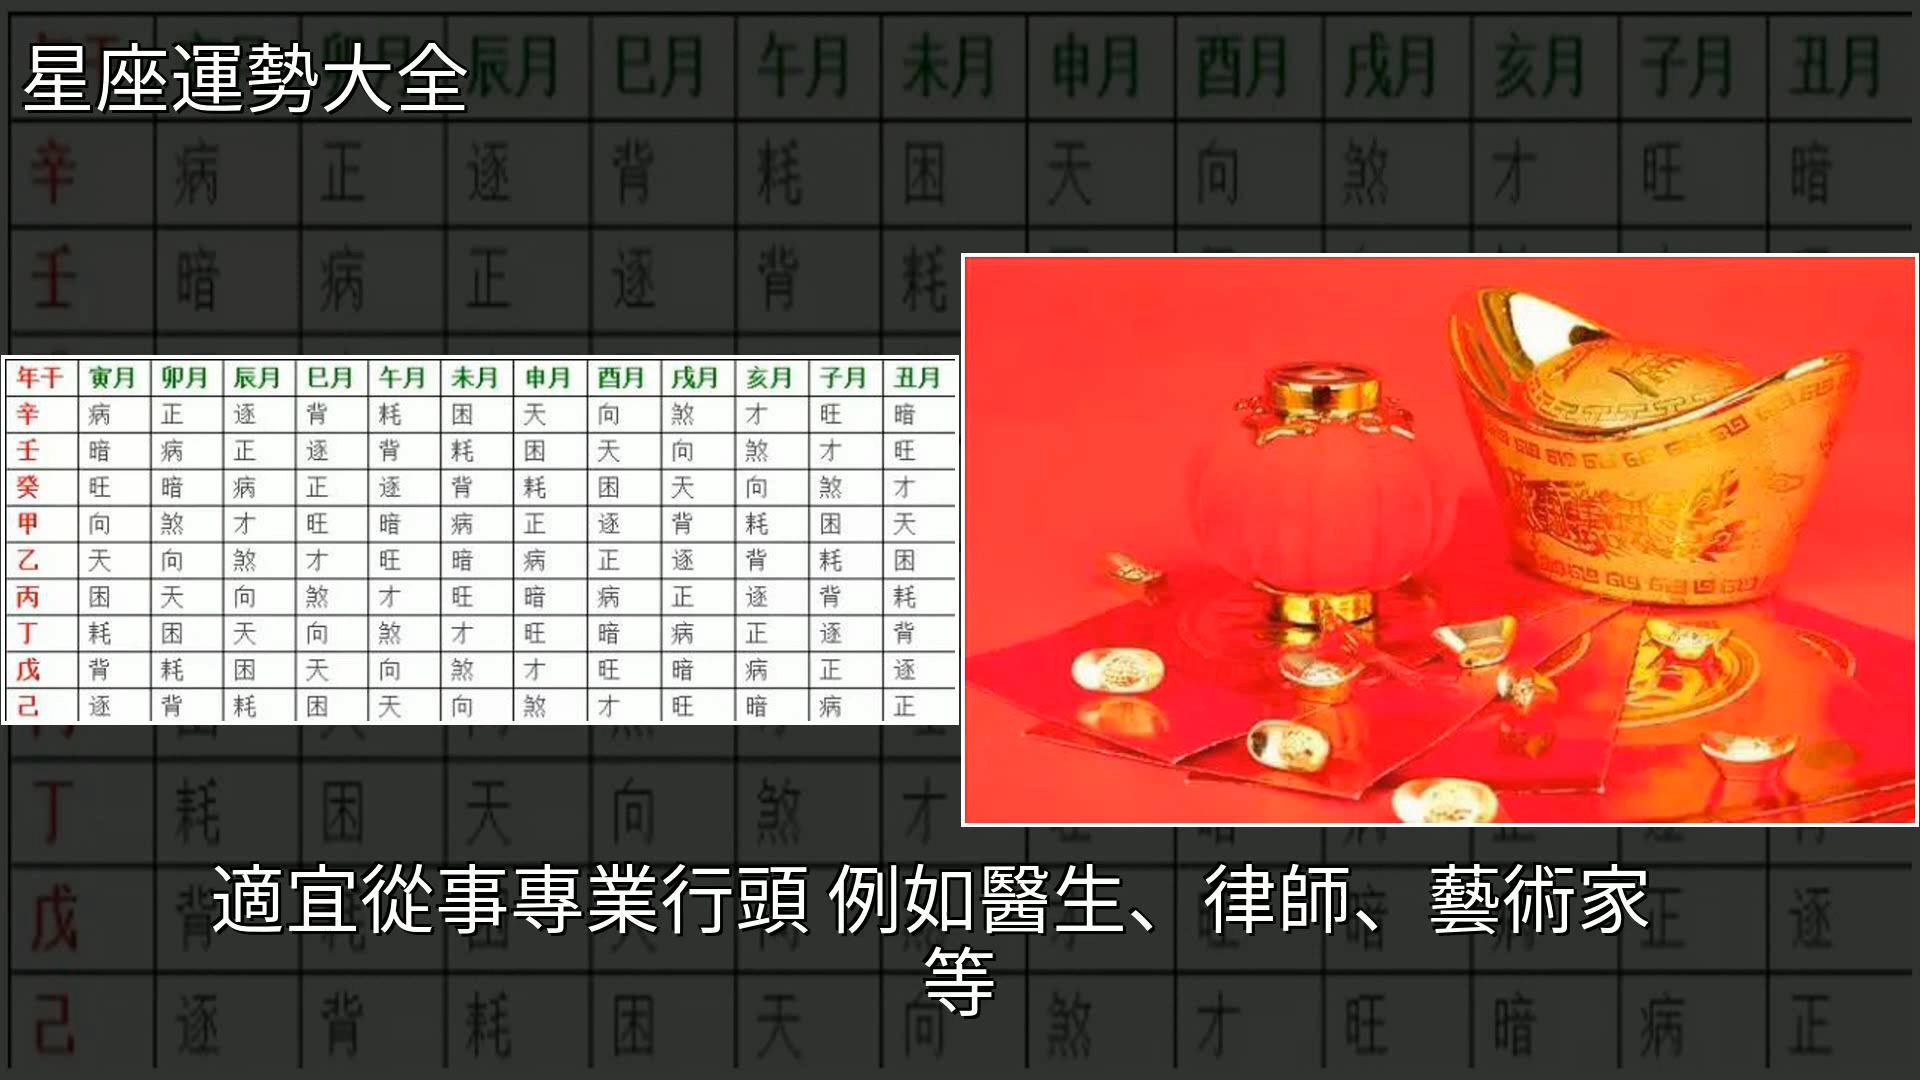 星座運勢大全
年干 寅月 卯月 辰月 巳月 午月 未月 申月 酉月 戌月 亥月 子月 丑月
辛 病 正 逐 背 耗 困 天 向 煞 才 旺 暗
壬 暗 病 正 逐 背 耗 困 天 向 煞 才 旺
癸 旺 暗 病 正 逐 背 耗 困 天 向 煞 才
甲 向 煞 才 旺 暗 病 正 逐 背 耗 困 天
乙 天 向 煞 才 旺 暗 病 正 逐 背 耗 困
丙 困 天 向 煞 才 旺 暗 病 正 逐 背 耗
丁 耗 困 天 向 煞 才 旺 暗 病 正 逐 背
戊 背 耗 困 天 向 煞 才 旺 暗 病 正 逐
己 逐 背 耗 困 天 向 煞 才 旺 暗 病 正
適宜從事專業行頭 例如醫生、律師、藝術家
等